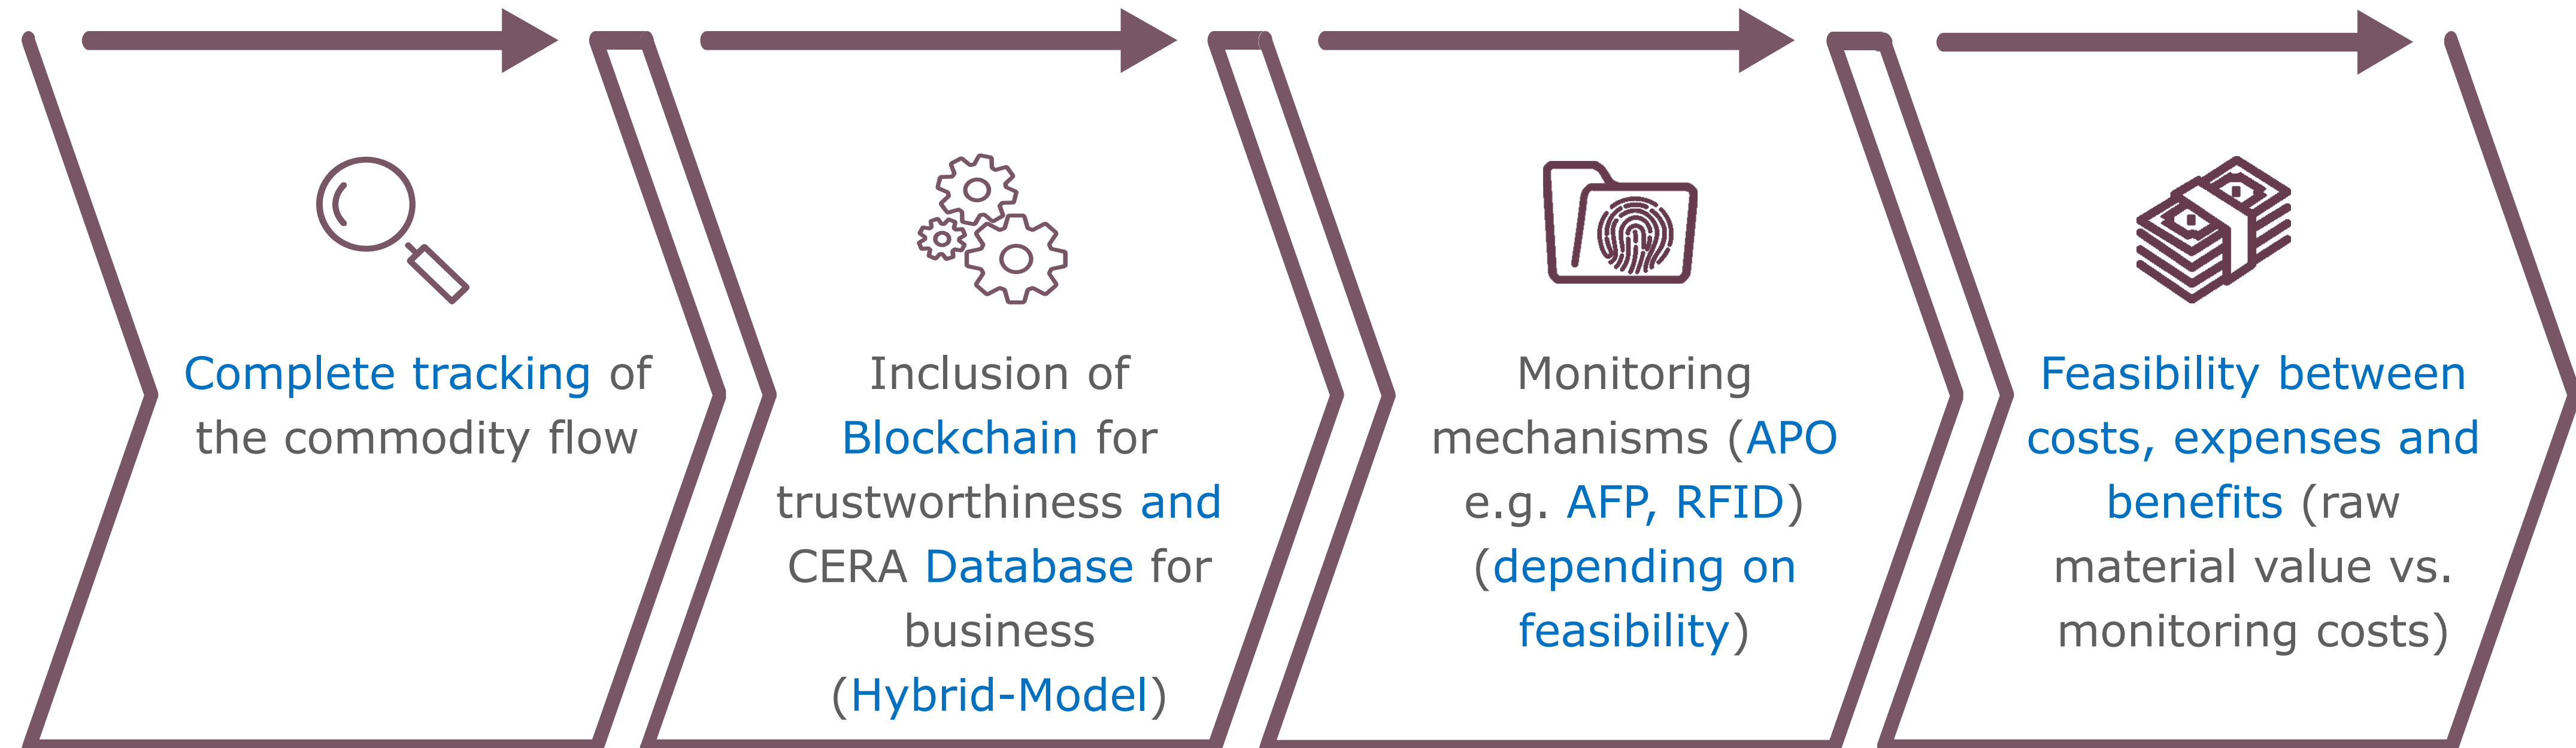 Complete tracking of
the commodity flow
Inclusion of
Blockchain for
trustworthiness and
CERA Database for
business
(Hybrid-Model)
Monitoring
mechanisms (APO
e.g. AFP, RFID)
(depending on
feasibility)
Feasibility between
costs, expenses and
benefits (raw
material value vs.
monitoring costs)